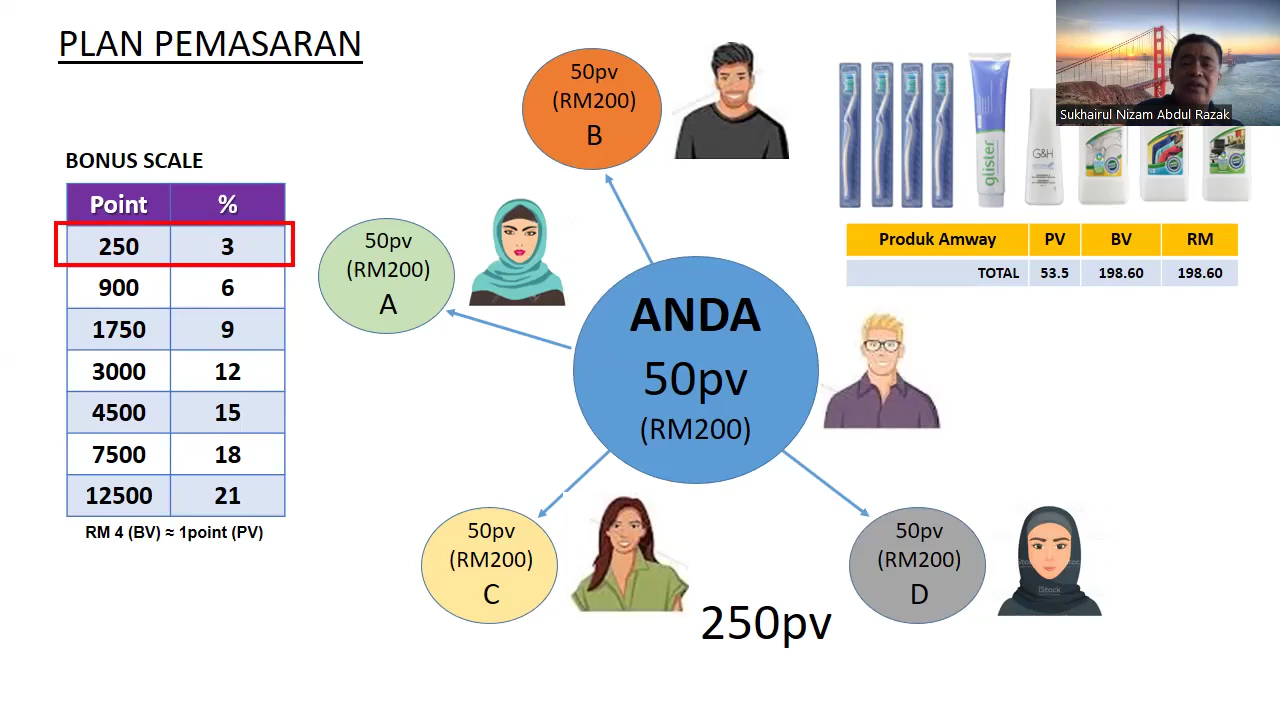 PLAN PEMASARAN
BONUS SCALE
Point %
250 3
900 6
1750 9
3000 12
4500 15
7500 18
12500 21
RM 4 (BV) ≈ 1point (PV)
50pv
(RM200)
B
50pv
(RM200)
A
ANDA
50pv
(RM200)
50pv
(RM200)
C
50pv
(RM200)
D
250pv
glister
G&H
Sukhairul Nizam Abdul Razak
Produk Amway PV BV RM
TOTAL 53.5 198.60 198.60
iStock